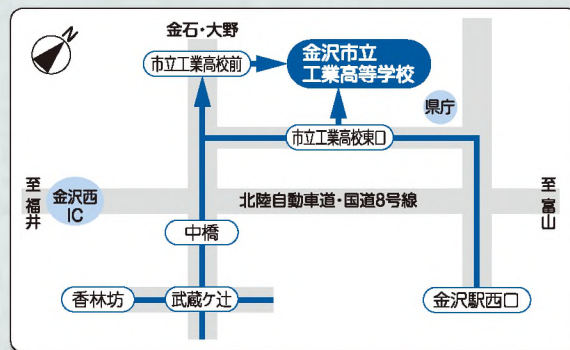 N
金石・大野
市立工業高校前
金沢市立
工業高等学校
県庁
市立工業高校東口
至福井
金沢西
IC
北陸自動車道・国道8号線
至富山
中橋
香林坊
武蔵ケ辻
金沢駅西口